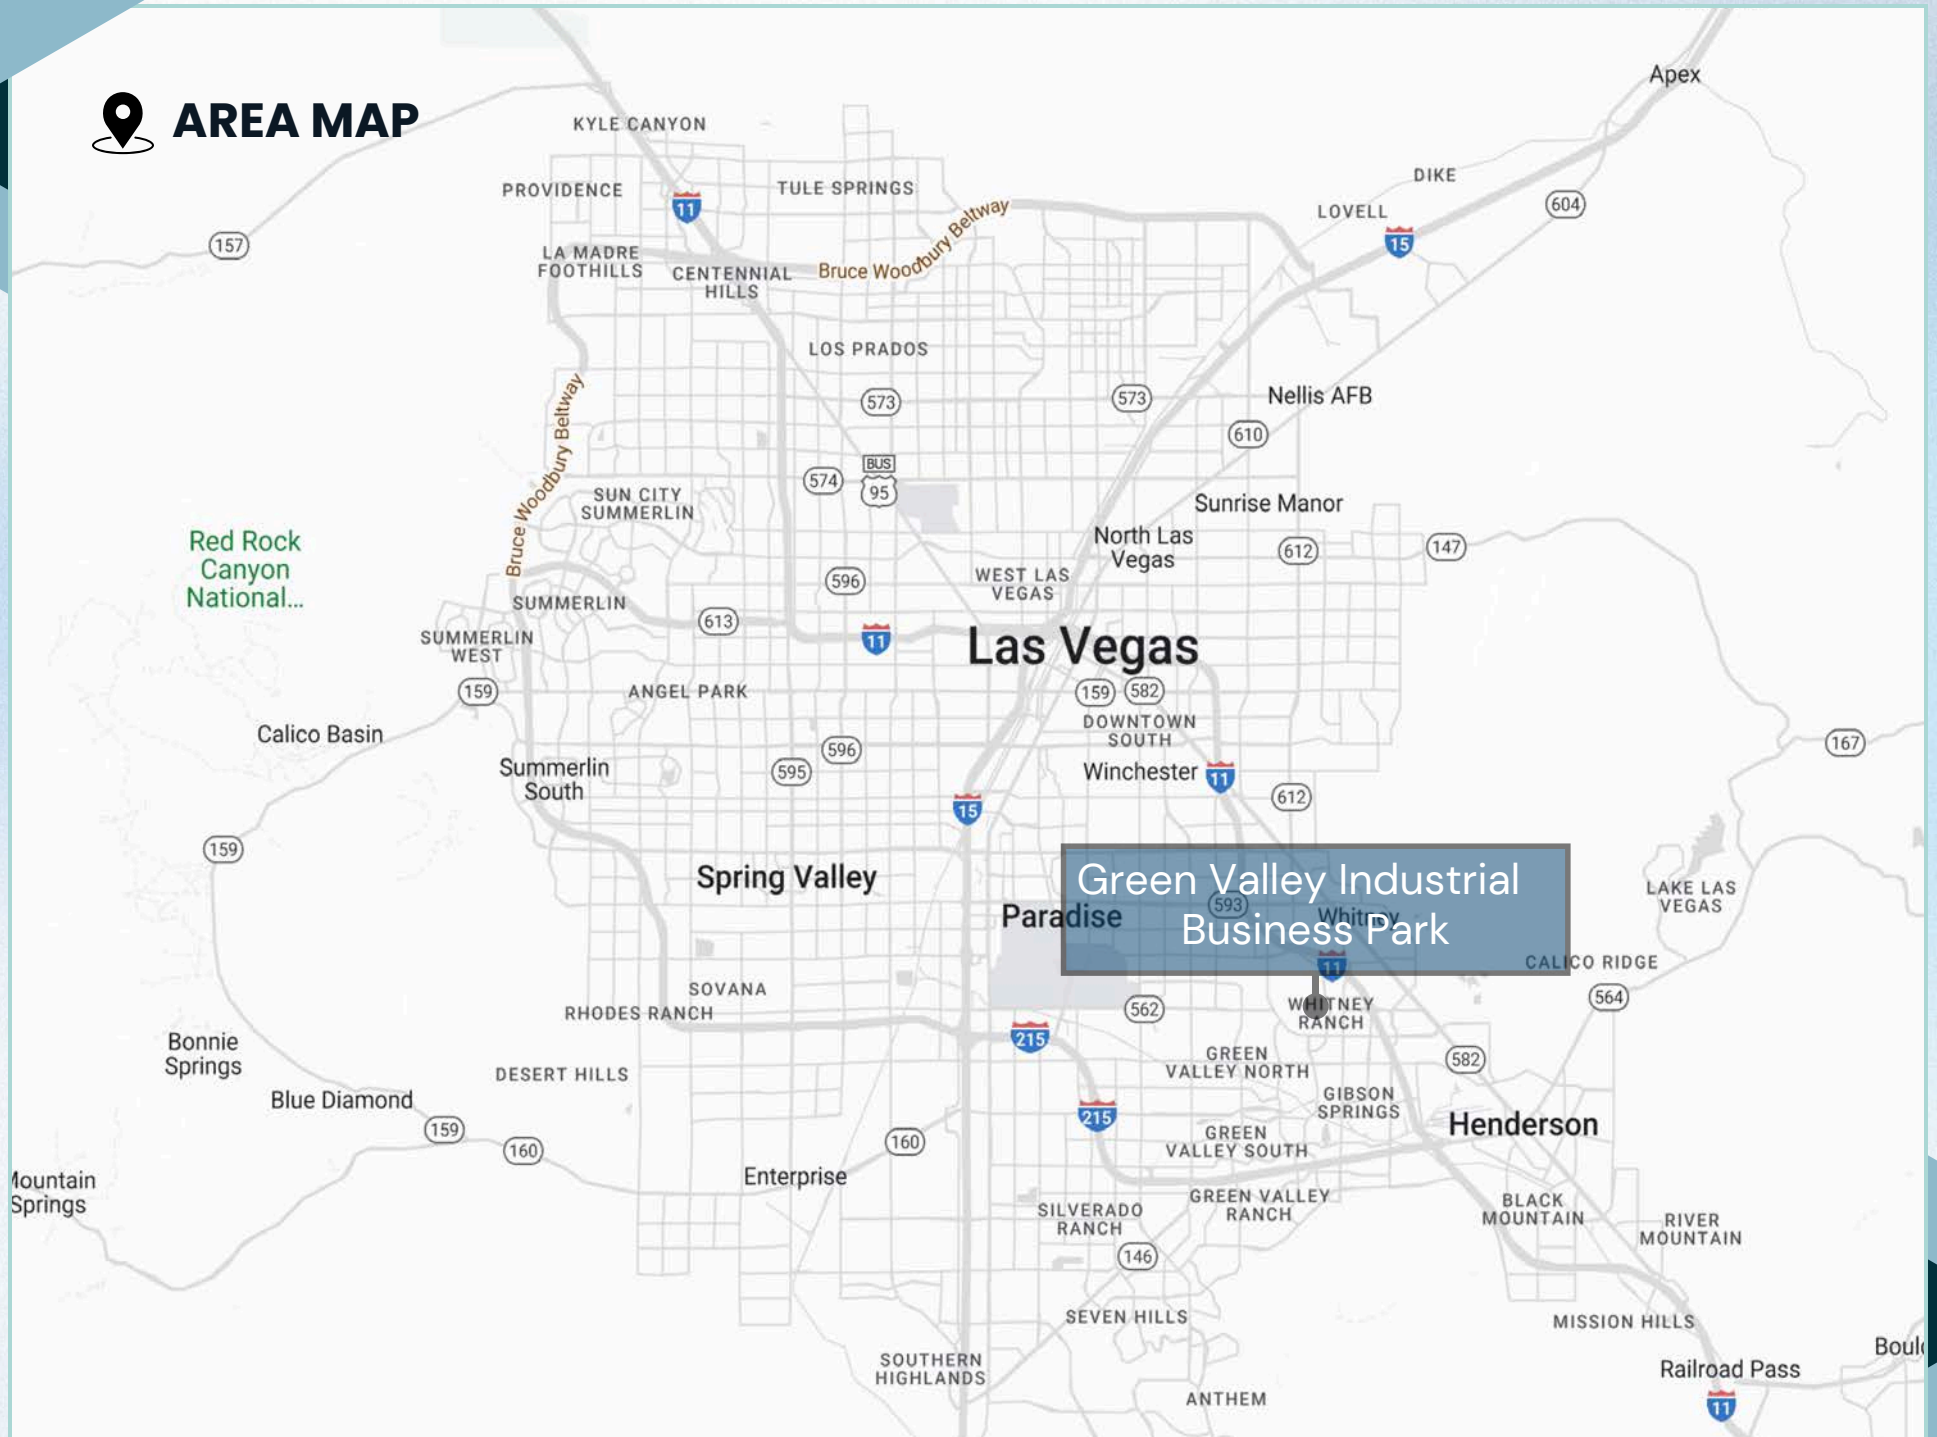 AREA MAP
Apex
KYLE CANYON
PROVIDENCE
11
TULE SPRINGS
DIKE
LOVELL
604
15
157
LA MADRE
FOOTHILLS
CENTENNIAL
HILLS
Bruce Woodbury Beltway
LOS PRADOS
573
573
Nellis AFB
610
Bruce Woodbury Beltway
574
BUS
95
SUN CITY
SUMMERLIN
Sunrise Manor
North Las
Vegas
612
147
Red Rock
Canyon
National...
596
WEST LAS
VEGAS
SUMMERLIN
613
11
Las Vegas
SUMMERLIN
WEST
159
ANGEL PARK
159
582
DOWNTOWN
SOUTH
Calico Basin
596
595
Summerlin
South
Winchester
11
167
612
15
159
Spring Valley
Green Valley Industrial
Business Park
593
Whitney
Paradise
11
LAKE LAS
VEGAS
CALICO RIDGE
SOVANA
RHODES RANCH
562
WHITNEY
RANCH
564
215
Bonnie
Springs
DESERT HILLS
GREEN
VALLEY NORTH
582
Blue Diamond
215
GIBSON
SPRINGS
Henderson
159
160
160
GREEN
VALLEY SOUTH
Enterprise
Mountain
Springs
SILVERADO
RANCH
GREEN VALLEY
RANCH
BLACK
MOUNTAIN
RIVER
MOUNTAIN
146
SEVEN HILLS
MISSION HILLS
SOUTHERN
HIGHLANDS
ANTHEM
Railroad Pass
Boul
11